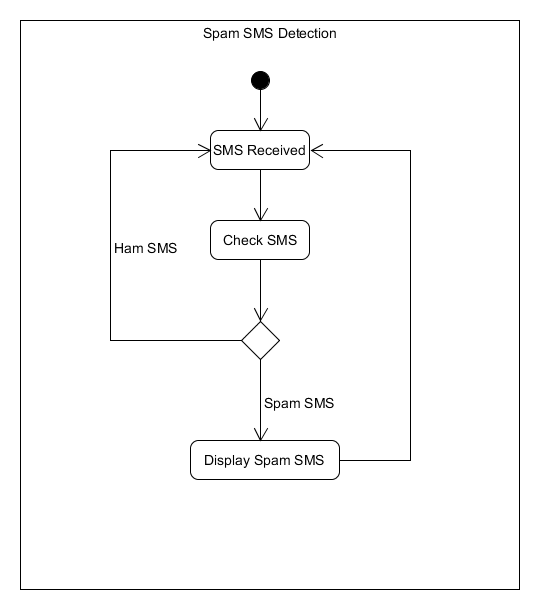 Spam SMS Detection
SMS Received
Check SMS
Ham SMS
Spam SMS
Display Spam SMS